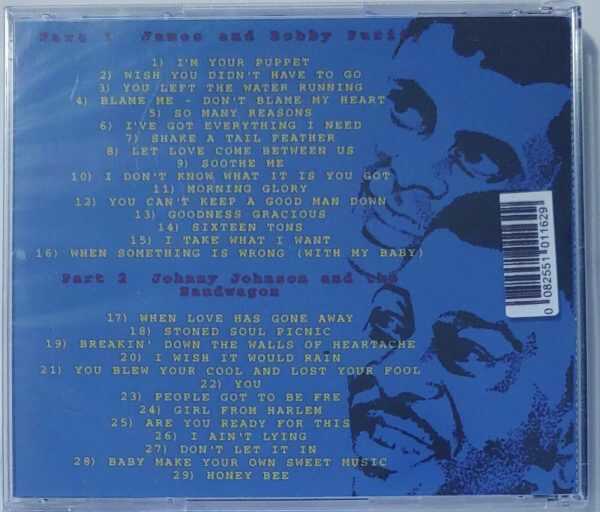 Part 1 James and Bobby Purify
1) I'M YOUR PUPPET
2) WISH YOU DIDN'T HAVE TO GO
3) YOU LEFT THE WATER RUNNING
4) BLAME ME - DON'T BLAME MY HEART
5) SO MANY REASONS
6) I'VE GOT EVERYTHING I NEED
7) SHAKE A TAIL FEATHER
8) LET LOVE COME BETWEEN US
9) SOOTHE ME
10) I DON'T KNOW WHAT IT IS YOU GOT
11) MORNING GLORY
12) YOU CAN'T KEEP A GOOD MAN DOWN
13) GOODNESS GRACIOUS
14) SIXTEEN TONS
15) I TAKE WHAT I WANT
16) WHEN SOMETHING IS WRONG (WITH MY BABY)
Part 2 Johnny Johnson and the
Bandwagon
17) WHEN LOVE HAS GONE AWAY
18) STONED SOUL PICNIC
19) BREAKIN' DOWN THE WALLS OF HEARTACHE
20) I WISH IT WOULD RAIN
21) YOU BLEW YOUR COOL AND LOST YOUR FOOL
22) YOU
23) PEOPLE GOT TO BE FRE
24) GIRL FROM HARLEM
25) ARE YOU READY FOR THIS
26) I AIN'T LYING
27) DON'T LET IT IN
28) BABY MAKE YOUR OWN SWEET MUSIC
29) HONEY BEE
0 082551 011629